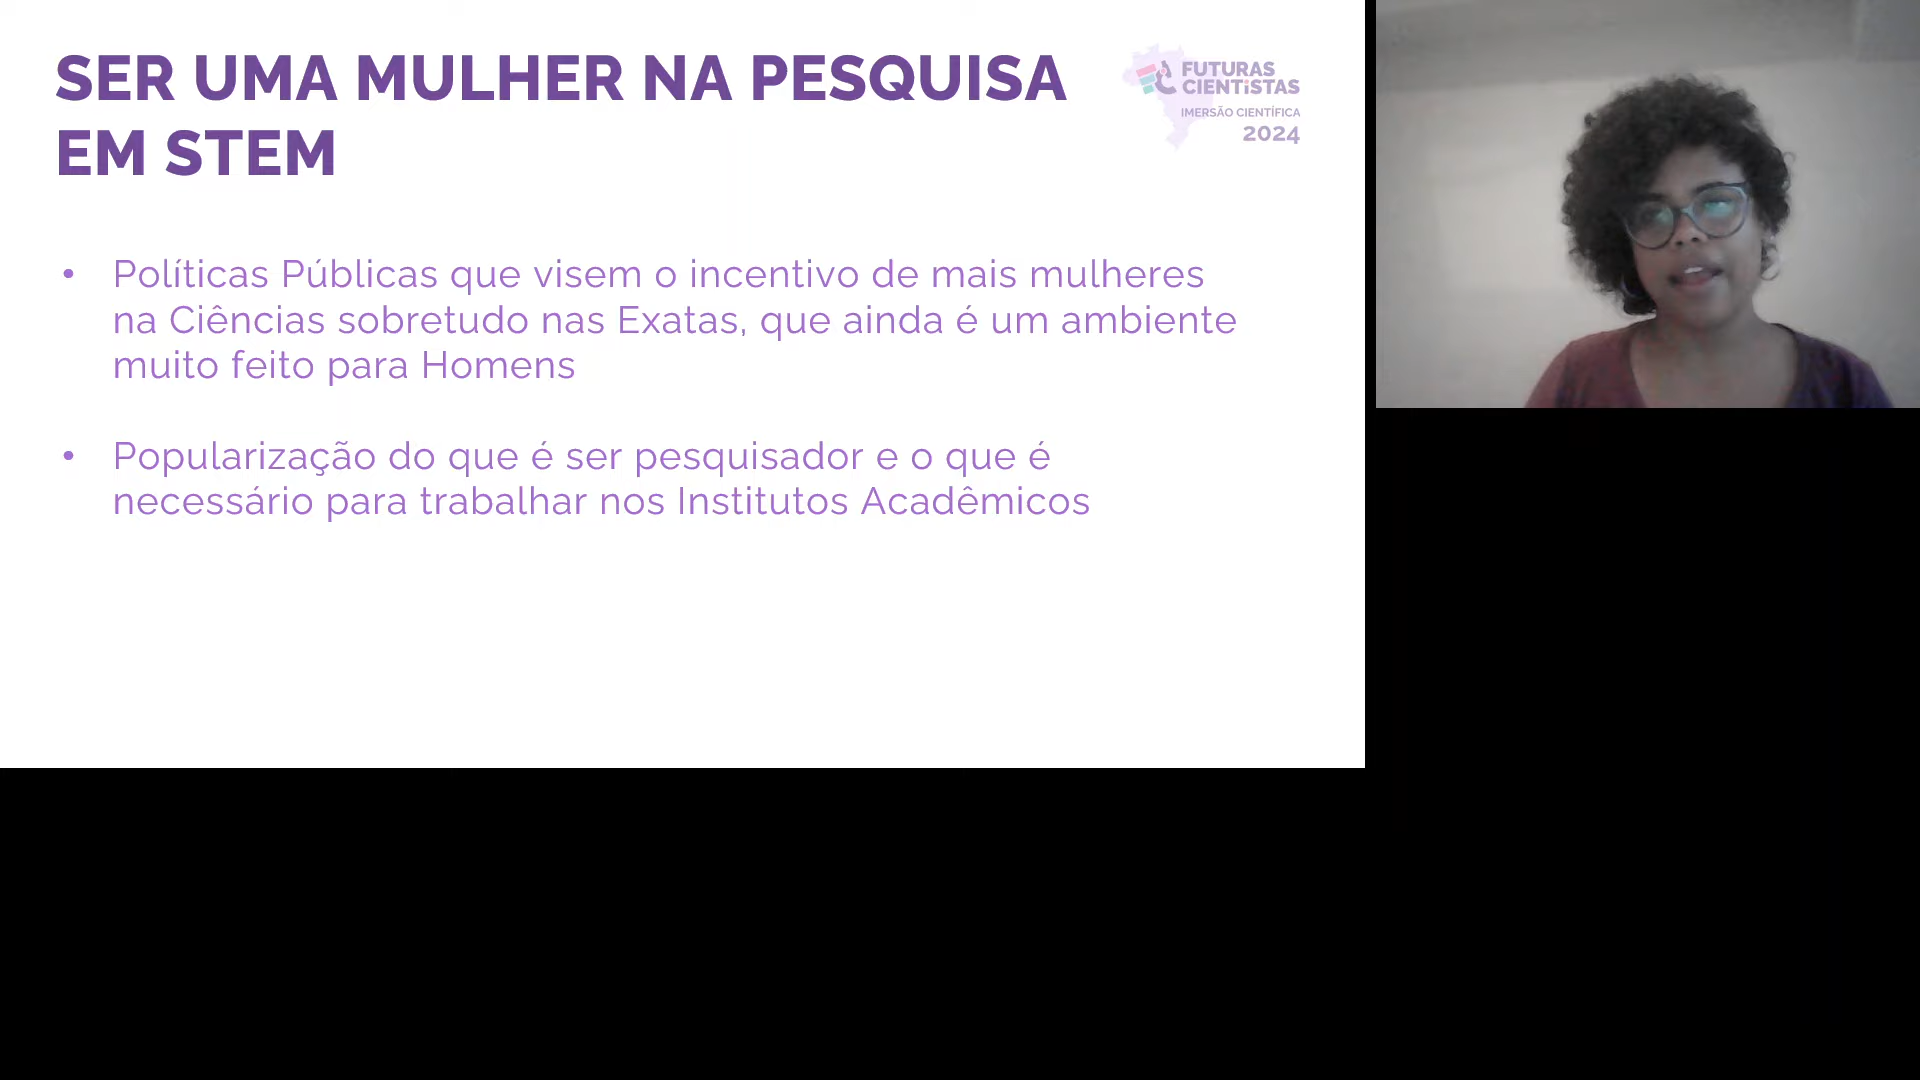 SER UMA MULHER NA PESQUISA
EM STEM
FUTURAS
CIENTISTAS
IMERSÃO CIENTÍFICA
2024
• Políticas Públicas que visem o incentivo de mais mulheres
na Ciências sobretudo nas Exatas, que ainda é um ambiente
muito feito para Homens
• Popularização do que é ser pesquisador e o que é
necessário para trabalhar nos Institutos Acadêmicos